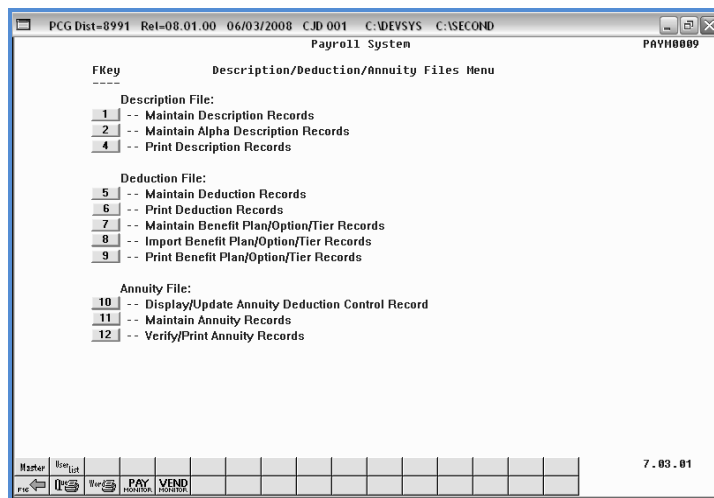 PCG Dist=8991 Rel=08.01.00 06/03/2008 CJD 001 C:\DEVSYS C:\SECOND
Payroll System PAYM0009
FKey Description/Deduction/Annuity Files Menu
----
Description File:
1 -- Maintain Description Records
2 -- Maintain Alpha Description Records
4 -- Print Description Records
Deduction File:
5 -- Maintain Deduction Records
6 -- Print Deduction Records
7 -- Maintain Benefit Plan/Option/Tier Records
8 -- Import Benefit Plan/Option/Tier Records
9 -- Print Benefit Plan/Option/Tier Records
Annuity File:
10 -- Display/Update Annuity Deduction Control Record
11 -- Maintain Annuity Records
12 -- Verify/Print Annuity Records
Master User list 7.03.01
F16 Que Word PAY MONITOR VEND MONITOR